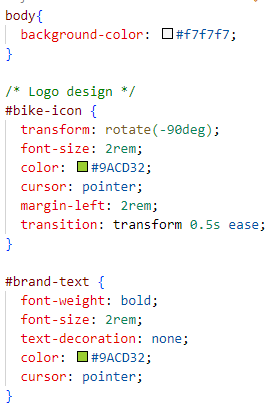 body{
    background-color: #f7f7f7;
}

/* Logo design */
#bike-icon {
    transform: rotate(-90deg);
    font-size: 2rem;
    color: #9ACD32;
    cursor: pointer;
    margin-left: 2rem;
    transition: transform 0.5s ease;
}

#brand-text {
    font-weight: bold;
    font-size: 2rem;
    text-decoration: none;
    color: #9ACD32;
    cursor: pointer;
}